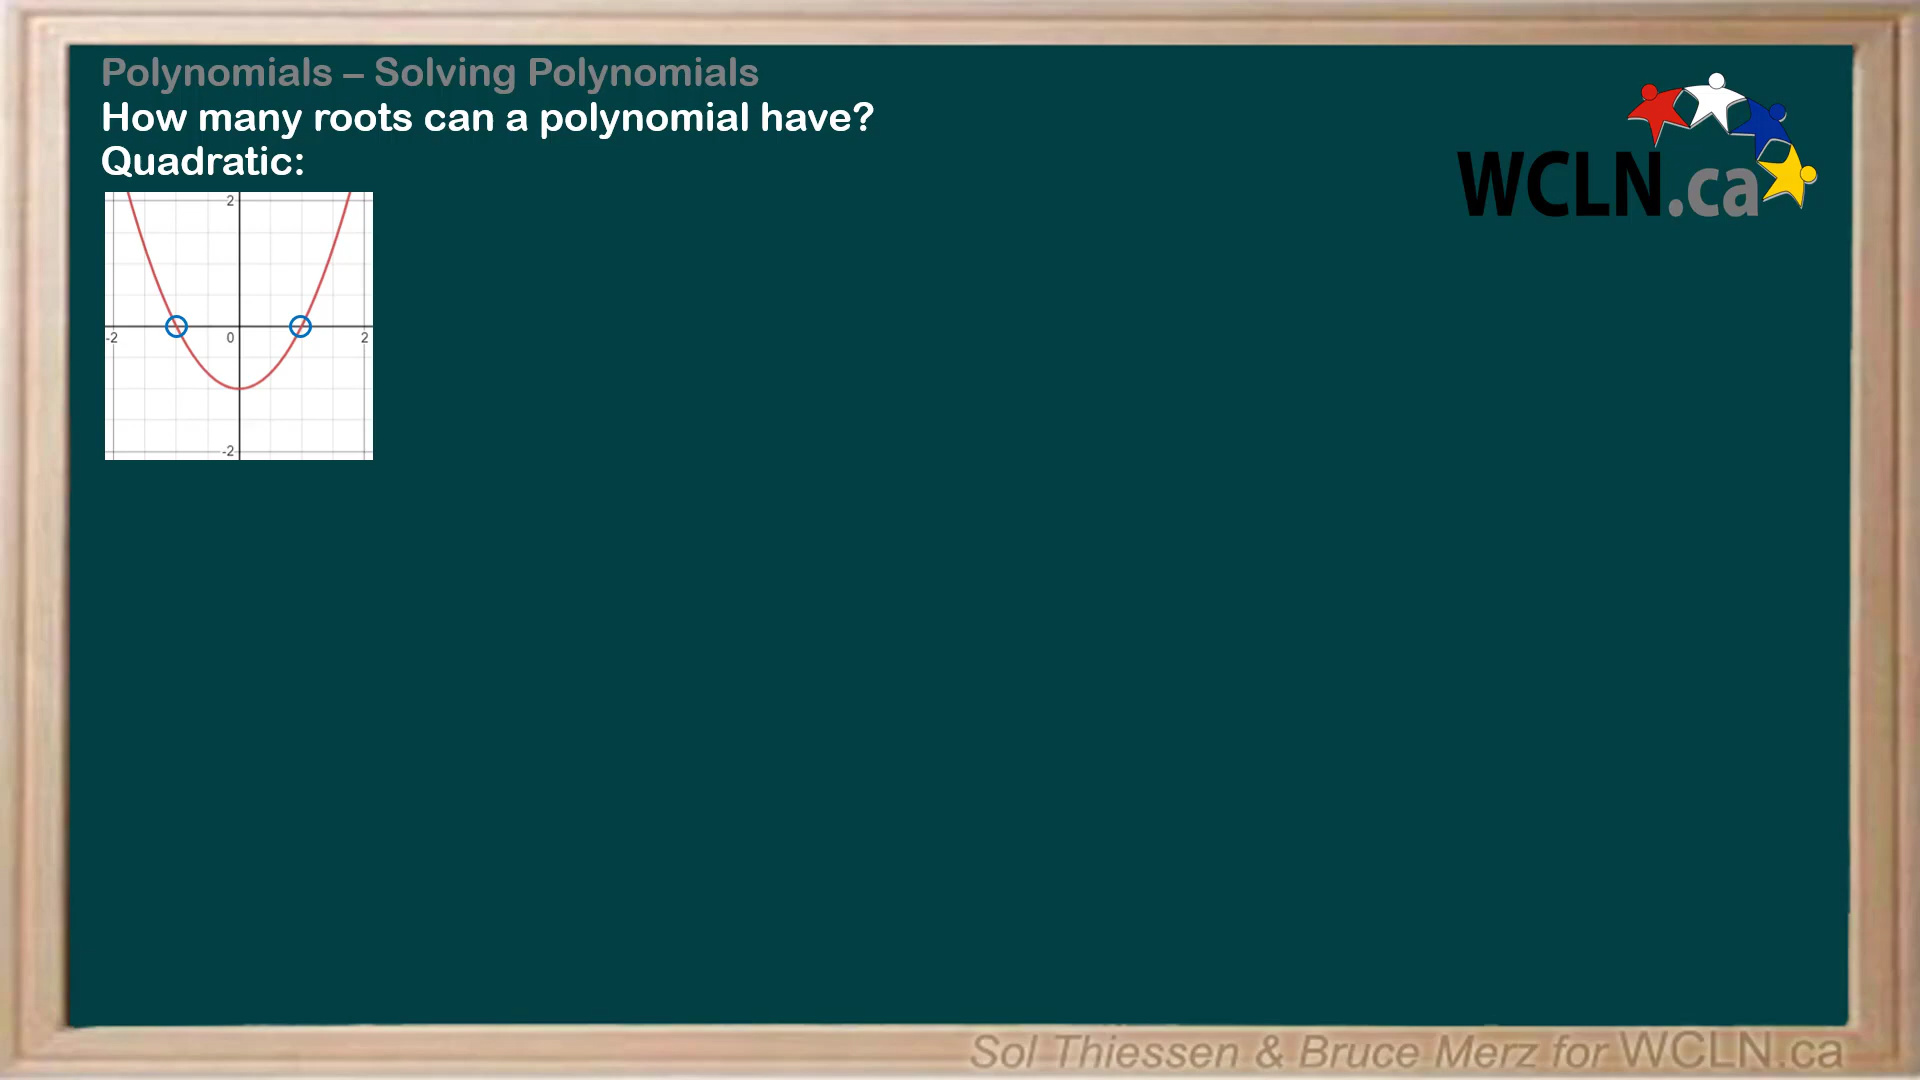 Polynomials – Solving Polynomials
How many roots can a polynomial have?
Quadratic:
WCLN.ca
2
-2
0
2
-2
Sol Thiessen & Bruce Merz for WCLN.ca